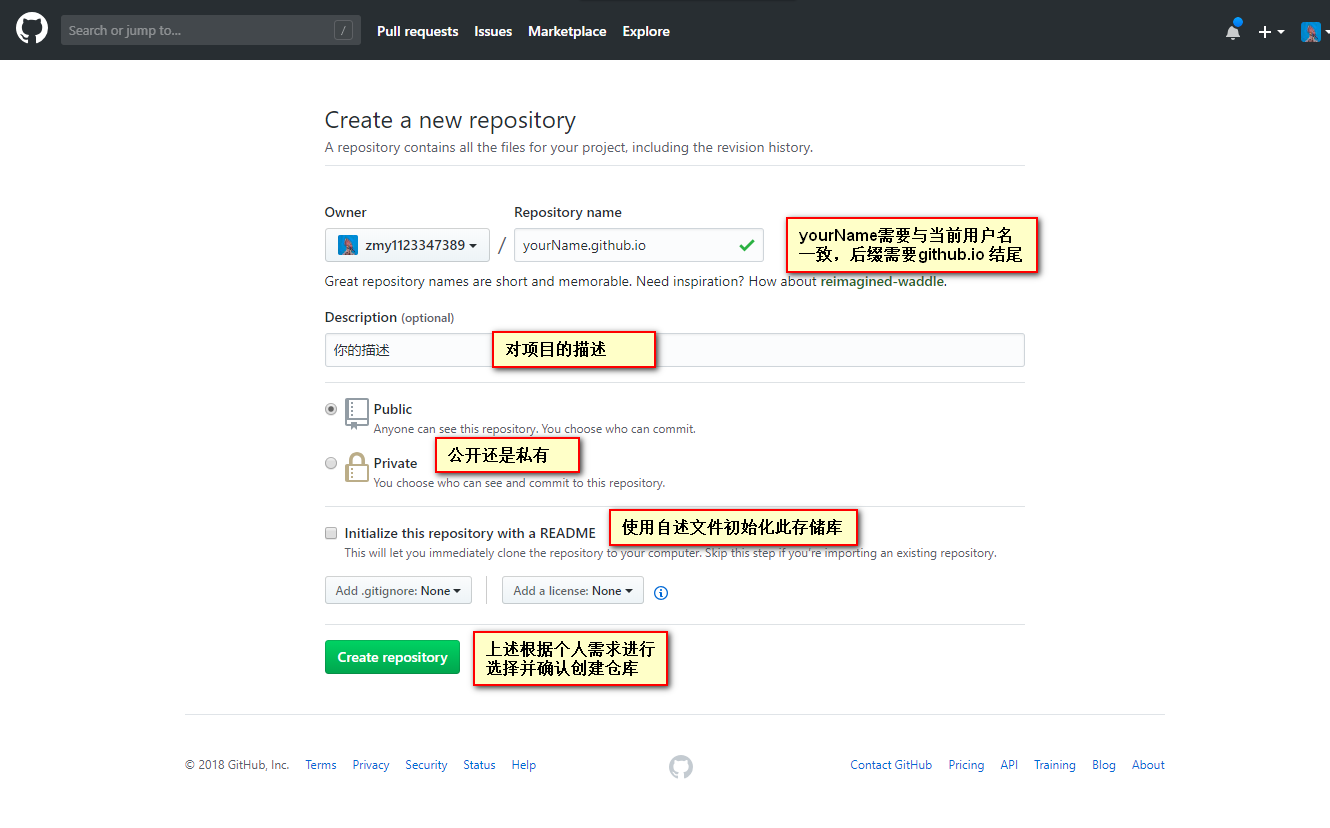 Search or jump to... /
Pull requests Issues Marketplace Explore
Create a new repository
A repository contains all the files for your project, including the revision history.
Owner
Repository name
zmy1123347389 / yourName.github.io
yourName需要与当前用户名
一致，后缀需要github.io 结尾
Great repository names are short and memorable. Need inspiration? How about reimagined-waddle.
Description (optional)
你的描述
对项目的描述
Public
Anyone can see this repository. You choose who can commit.
Private
公开还是私有
You choose who can see and commit to this repository.
Initialize this repository with a README
使用自述文件初始化此存储库
This will let you immediately clone the repository to your computer. Skip this step if you're importing an existing repository.
Add .gitignore: None
Add a license: None
Create repository
上述根据个人需求进行
选择并确认创建仓库
© 2018 GitHub, Inc. Terms Privacy Security Status Help
Contact GitHub Pricing API Training Blog About